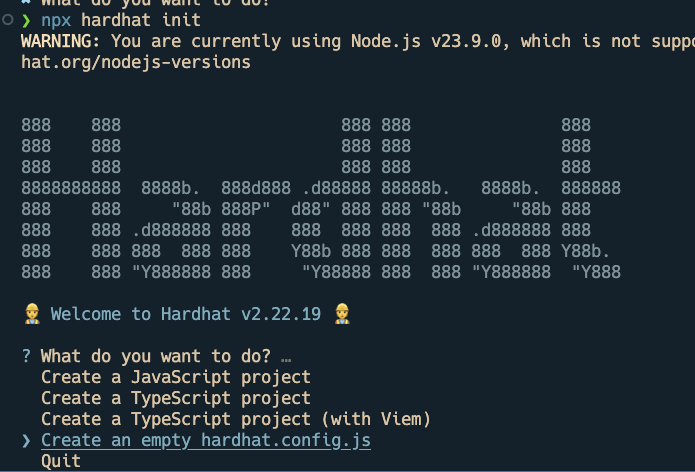 ✖ What do you want to do?
❯ npx hardhat init
WARNING: You are currently using Node.js v23.9.0, which is not suppo
hat.org/nodejs-versions
888    888                      888 888               888
888    888                      888 888               888
888    888                      888 888               888
8888888888  8888b.  888d888 .d88888 88888b.   8888b.  888888
888    888     "88b 888P"  d88" 888 888 "88b     "88b 888
888    888 .d888888 888    888  888 888  888 .d888888 888
888    888 888  888 888    Y88b 888 888  888 888  888 Y88b.
888    888 "Y888888 888     "Y88888 888  888 "Y888888  "Y888
👷 Welcome to Hardhat v2.22.19 👷
? What do you want to do? …
Create a JavaScript project
Create a TypeScript project
Create a TypeScript project (with Viem)
❯ Create an empty hardhat.config.js
Quit